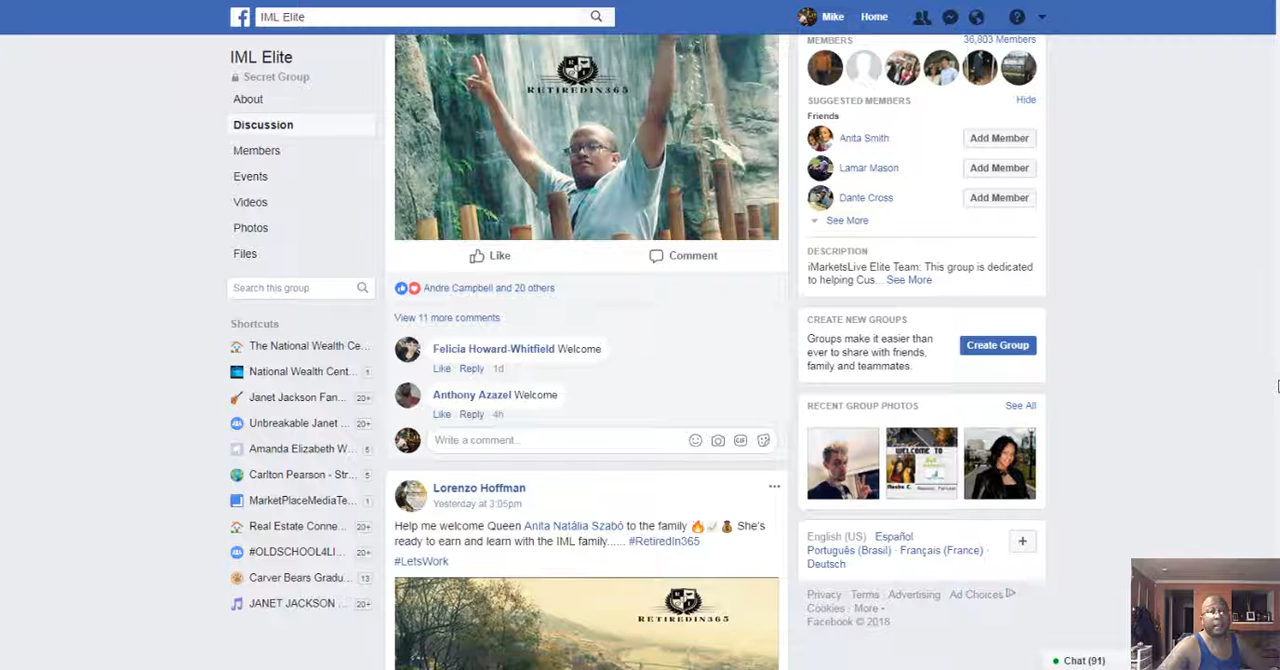 IML Elite
Mike Home
IML Elite
Secret Group
About
Discussion
Members
Events
Videos
Photos
Files
Search this group
Shortcuts
The National Wealth Ce...
National Wealth Cent... 1
Janet Jackson Fan... 20+
Unbreakable Janet ... 20+
Amanda Elizabeth W... 5
Carlton Pearson - Str... 5
MarketPlaceMediaTe... 1
Real Estate Conne... 20+
#OLDSCHOOL4LI... 20+
Carver Bears Gradu... 13
JANET JACKSON ... 20+
RETIREDIN365
Like Comment
Andre Campbell and 20 others
View 11 more comments
Felicia Howard-Whitfield Welcome
Like Reply 1d
Anthony Azazel Welcome
Like Reply 4h
Write a comment...
GIF
Lorenzo Hoffman
Yesterday at 3:05pm
Help me welcome Queen Anita Natália Szabó to the family She's
ready to earn and learn with the IML family...... #RetiredIn365
#LetsWork
RETIREDIN365
MEMBERS 36,803 Members
SUGGESTED MEMBERS Hide
Friends
Anita Smith Add Member
Lamar Mason Add Member
Dante Cross Add Member
See More
DESCRIPTION
iMarketsLive Elite Team: This group is dedicated
to helping Cus... See More
CREATE NEW GROUPS
Groups make it easier than
ever to share with friends,
family and teammates.
Create Group
RECENT GROUP PHOTOS See All
WELCOME TO
English (US) · Español ·
Português (Brasil) · Français (France) ·
Deutsch
Privacy · Terms · Advertising · Ad Choices
Cookies · More
Facebook © 2018
Chat (91)